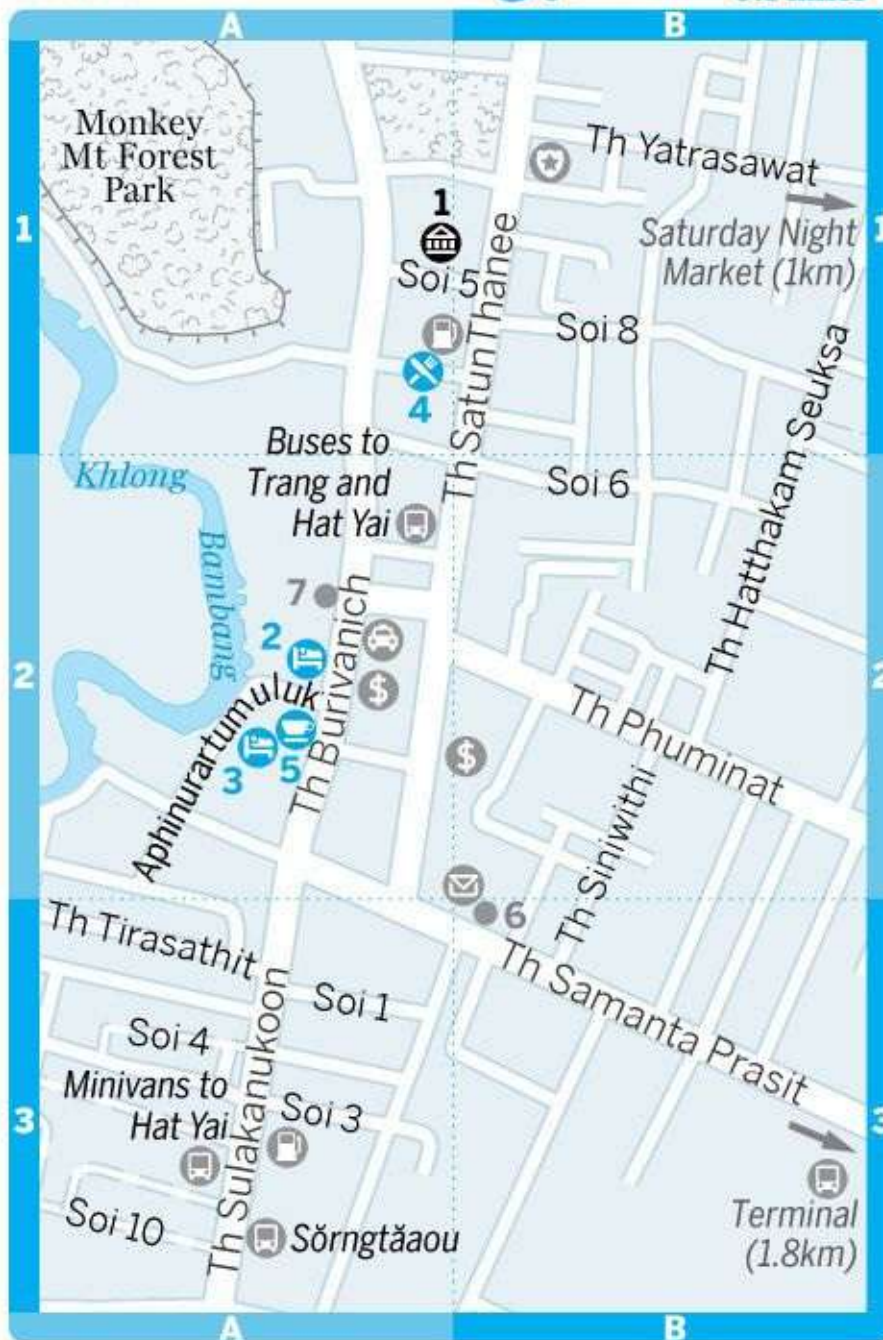 A
B
Monkey
Mt Forest
Park
Th Yatrasawat
1
1
1
Saturday Night
Market (1km)
Soi 5
Th Satun Thanee
Soi 8
4
Th Hatthakam Seuksa
Buses to
Trang and
Hat Yai
Khlong
Bambang
Soi 6
7
2
2
2
$
Aphinurartumuluk
Th Burivanich
3
5
$
Th Phuminat
Th Siniwithi
6
Th Tirasathit
Th Samanta Prasit
Soi 1
Soi 4
Minivans to
Hat Yai
Soi 3
3
3
Th Sulakanukoon
Soi 10
Sŏrngtăaou
Terminal
(1.8km)
A
B